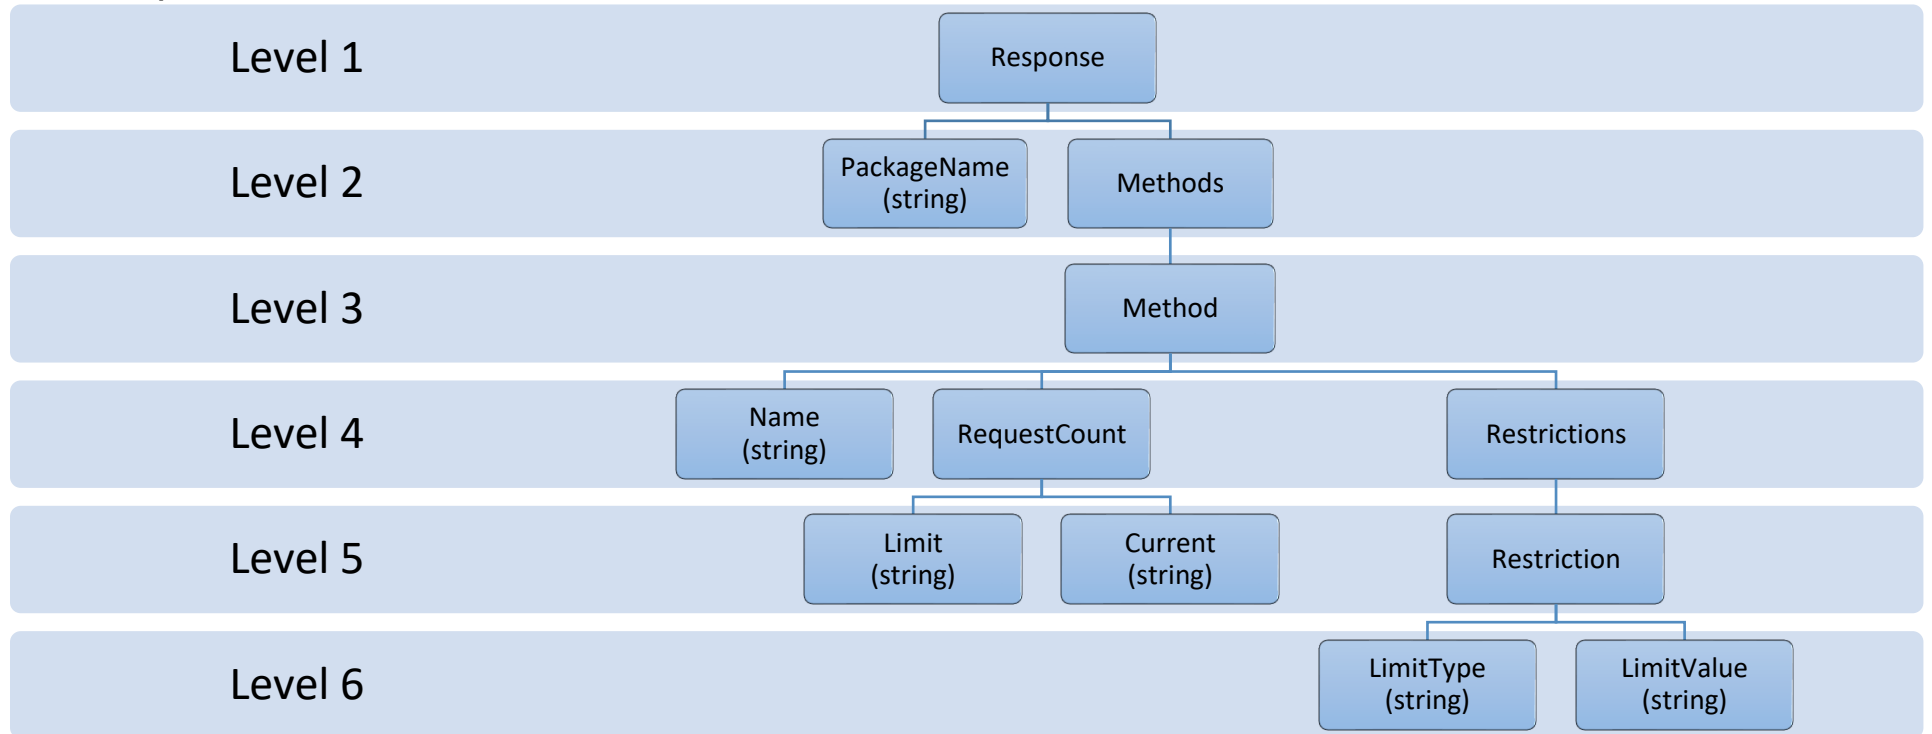 Level 1
Response
Level 2
PackageName
(string)
Methods
Level 3
Method
Level 4
Name
(string)
RequestCount
Restrictions
Level 5
Limit
(string)
Current
(string)
Restriction
Level 6
LimitType
(string)
LimitValue
(string)